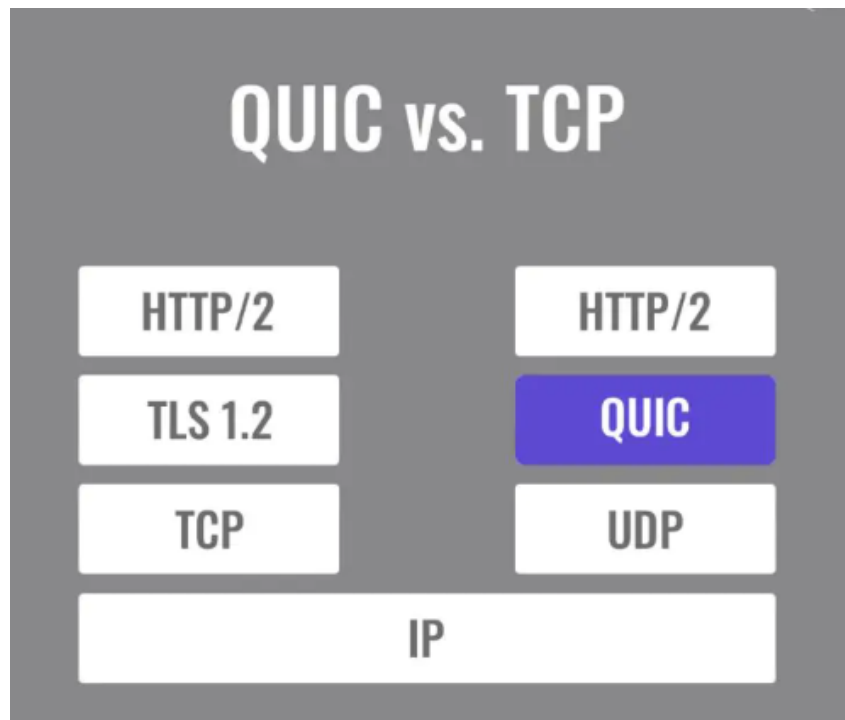 QUIC vs. TCP
HTTP/2
HTTP/2
TLS 1.2
QUIC
TCP
UDP
IP